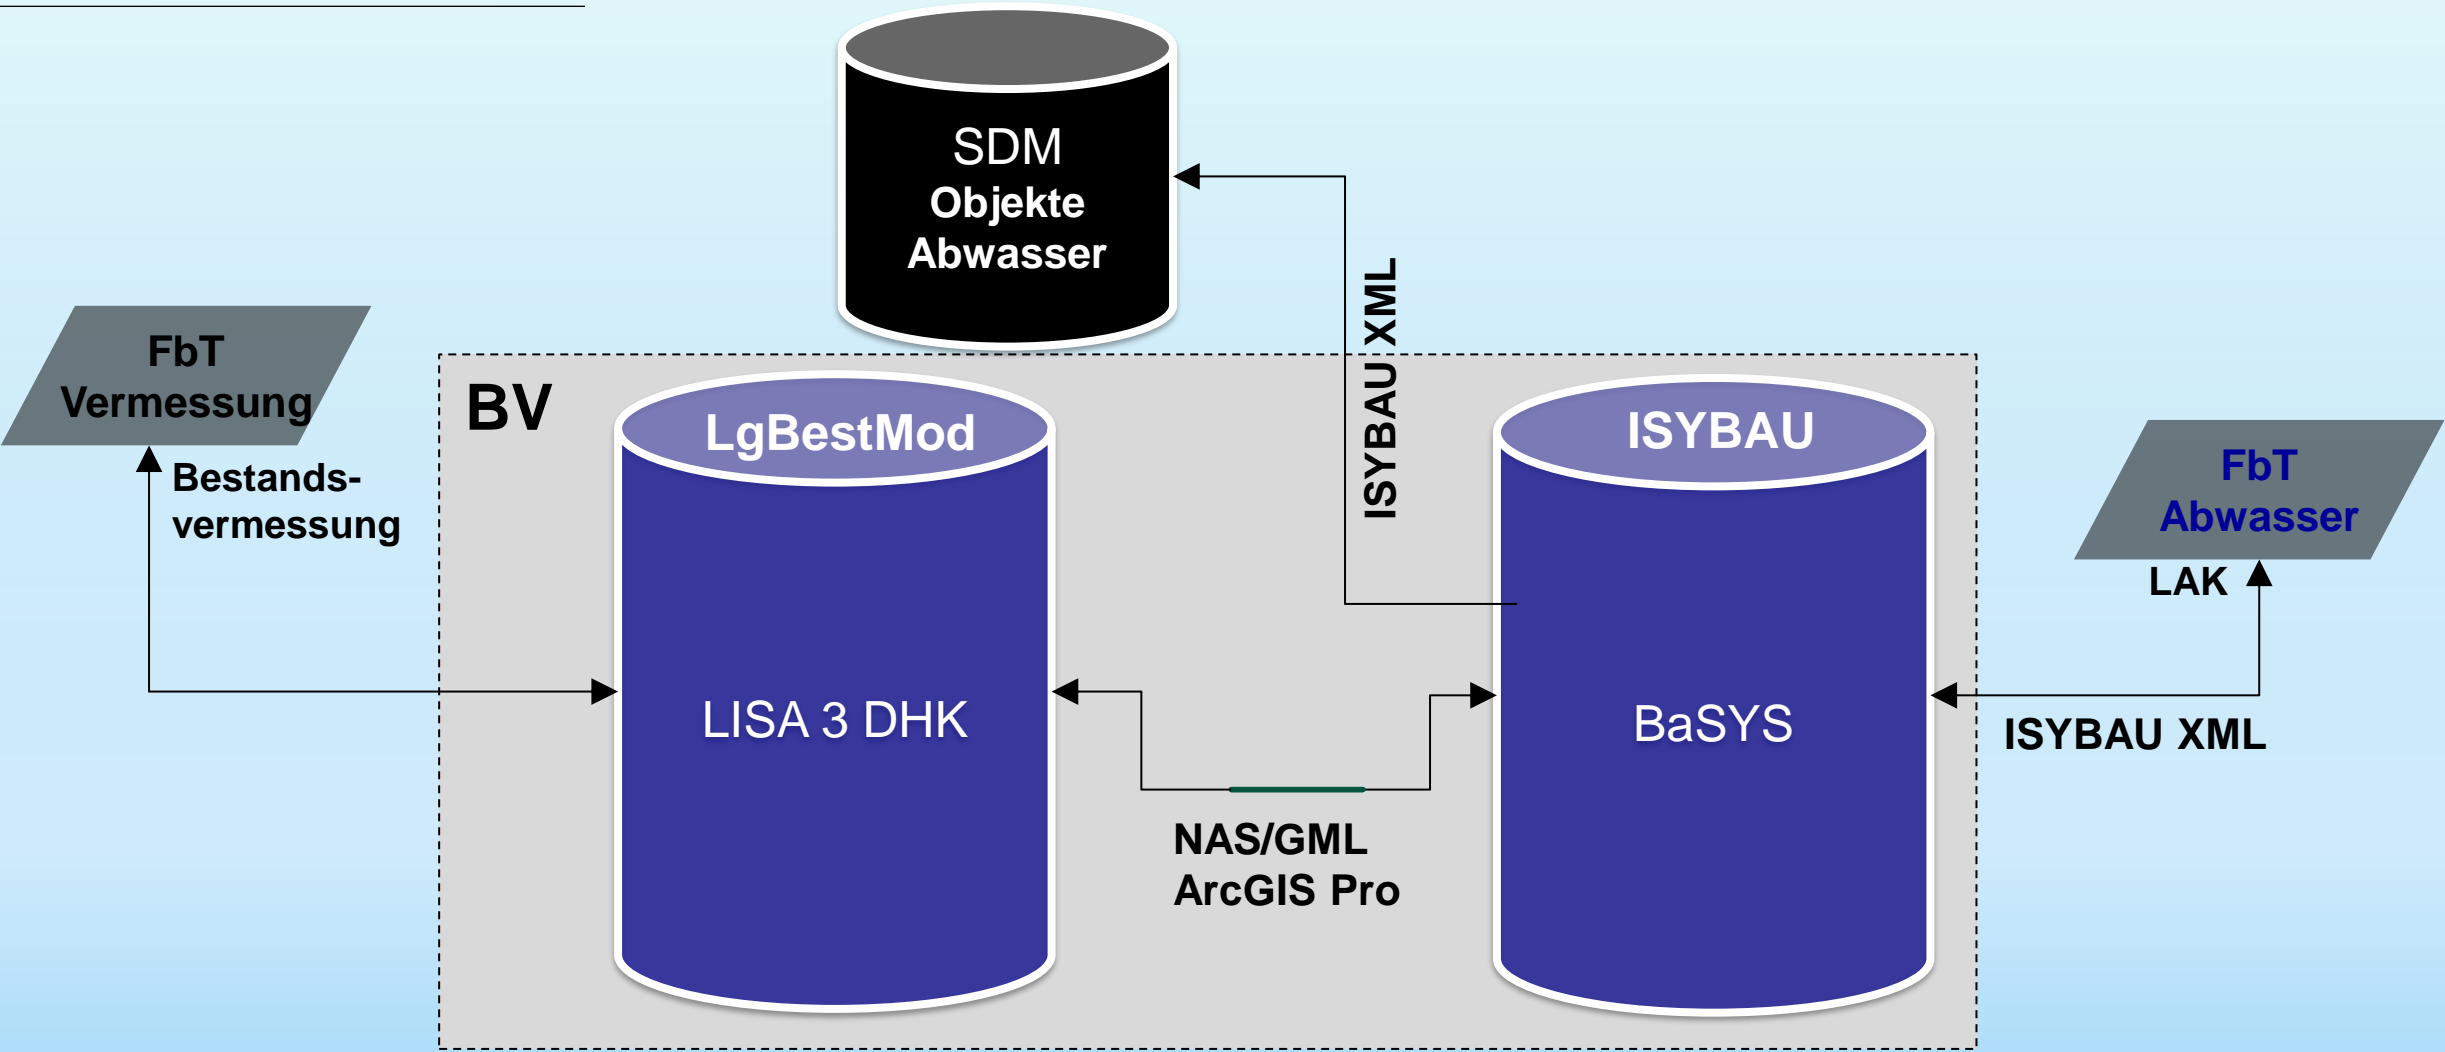 SDM
Objekte
Abwasser
ISYBAU XML
FbT
Vermessung
Bestands-
vermessung
BV
LgBestMod
LISA 3 DHK
ISYBAU
BaSYS
NAS/GML
ArcGIS Pro
FbT
Abwasser
LAK
ISYBAU XML